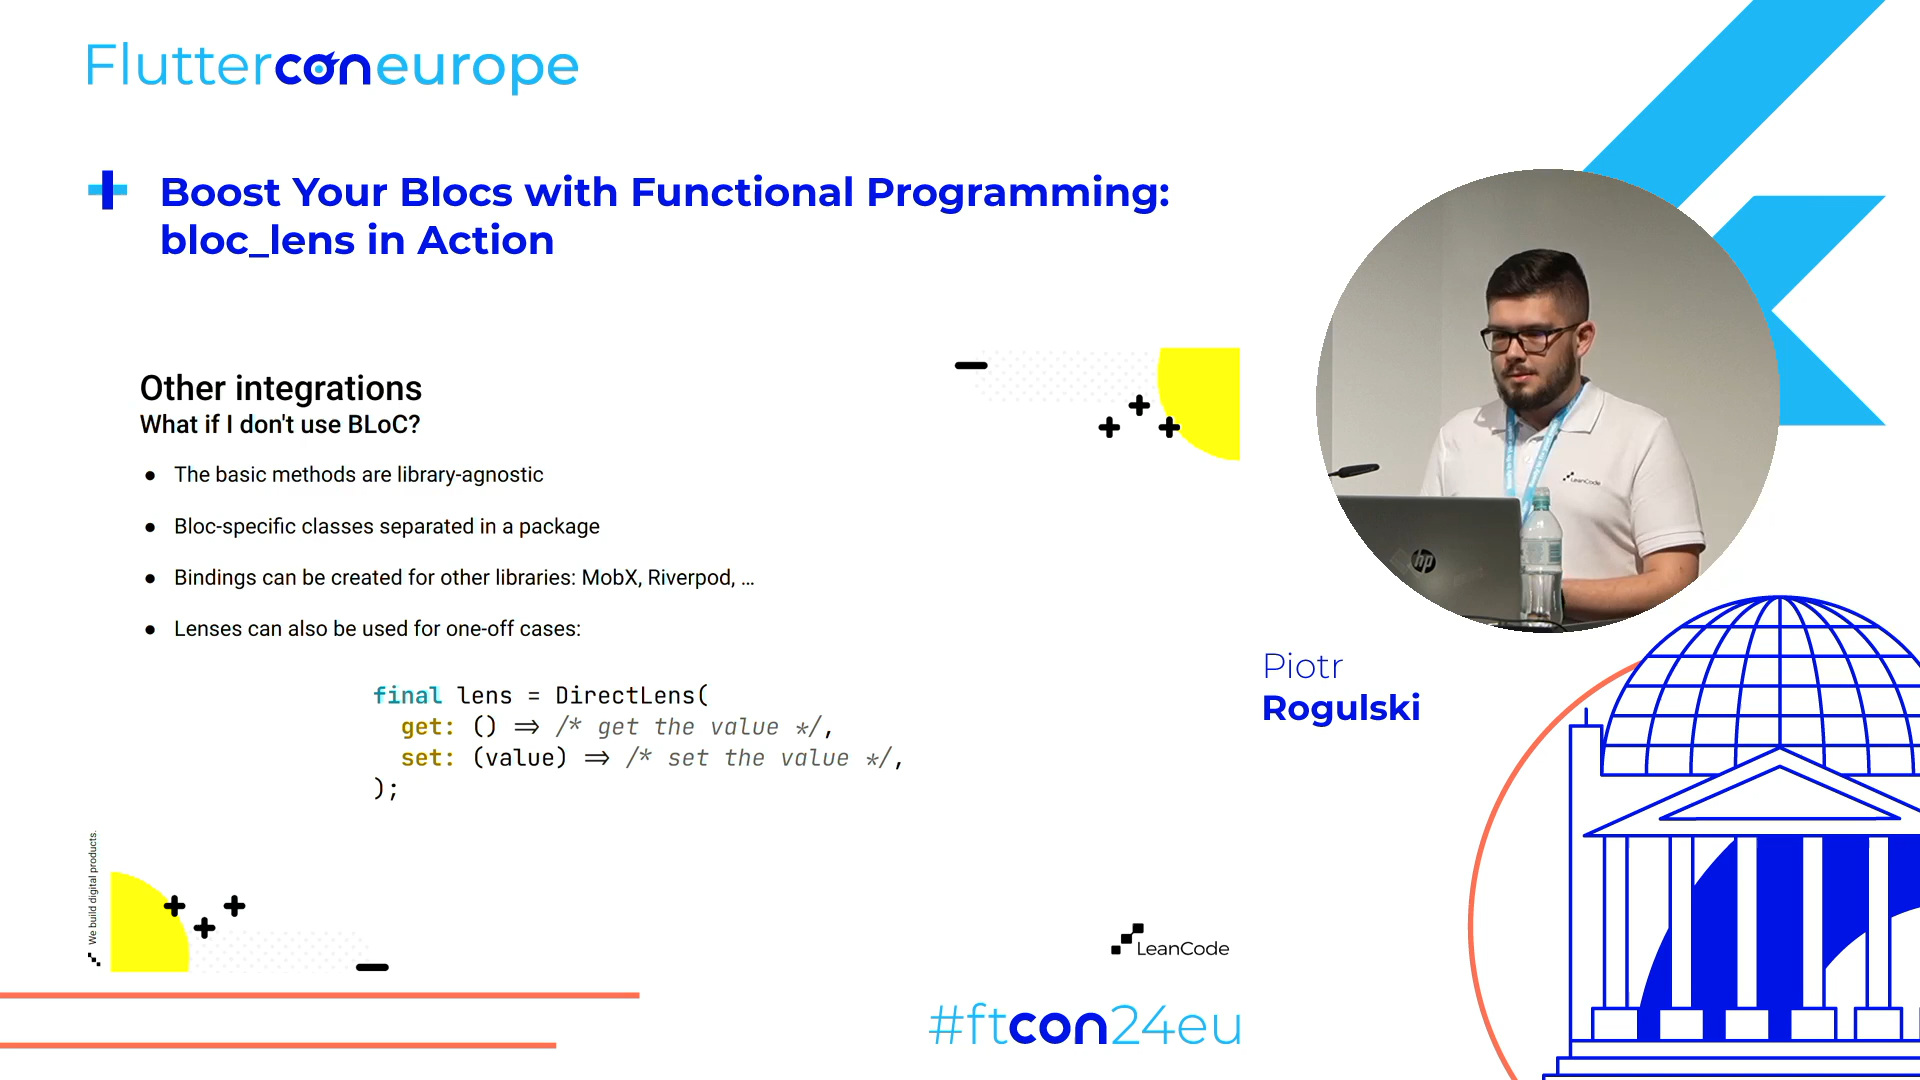 Flutterconeurope
Boost Your Blocs with Functional Programming:
bloc_lens in Action
Other integrations
What if I don't use BLoC?
● The basic methods are library-agnostic
● Bloc-specific classes separated in a package
● Bindings can be created for other libraries: MobX, Riverpod, ...
● Lenses can also be used for one-off cases:
final lens = DirectLens(
get: () => /* get the value */,
set: (value) => /* set the value */,
);
We build digital products.
LeanCode
LeanCode
hp
Piotr
Rogulski
#ftcon24eu